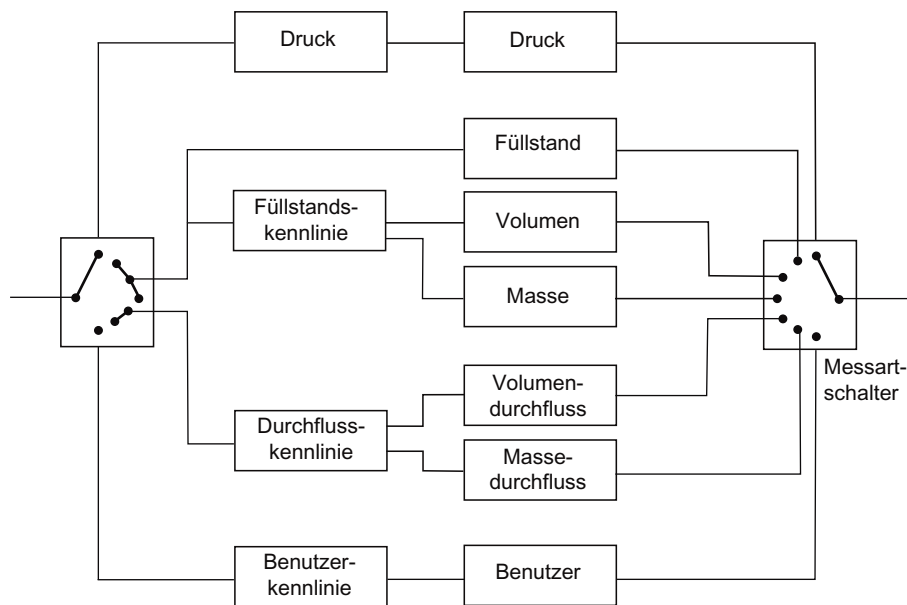 Druck
Druck
Füllstand
Füllstands-
kennlinie
Volumen
Masse
Messart-
schalter
Volumen-
durchfluss
Durchfluss-
kennlinie
Masse-
durchfluss
Benutzer-
kennlinie
Benutzer